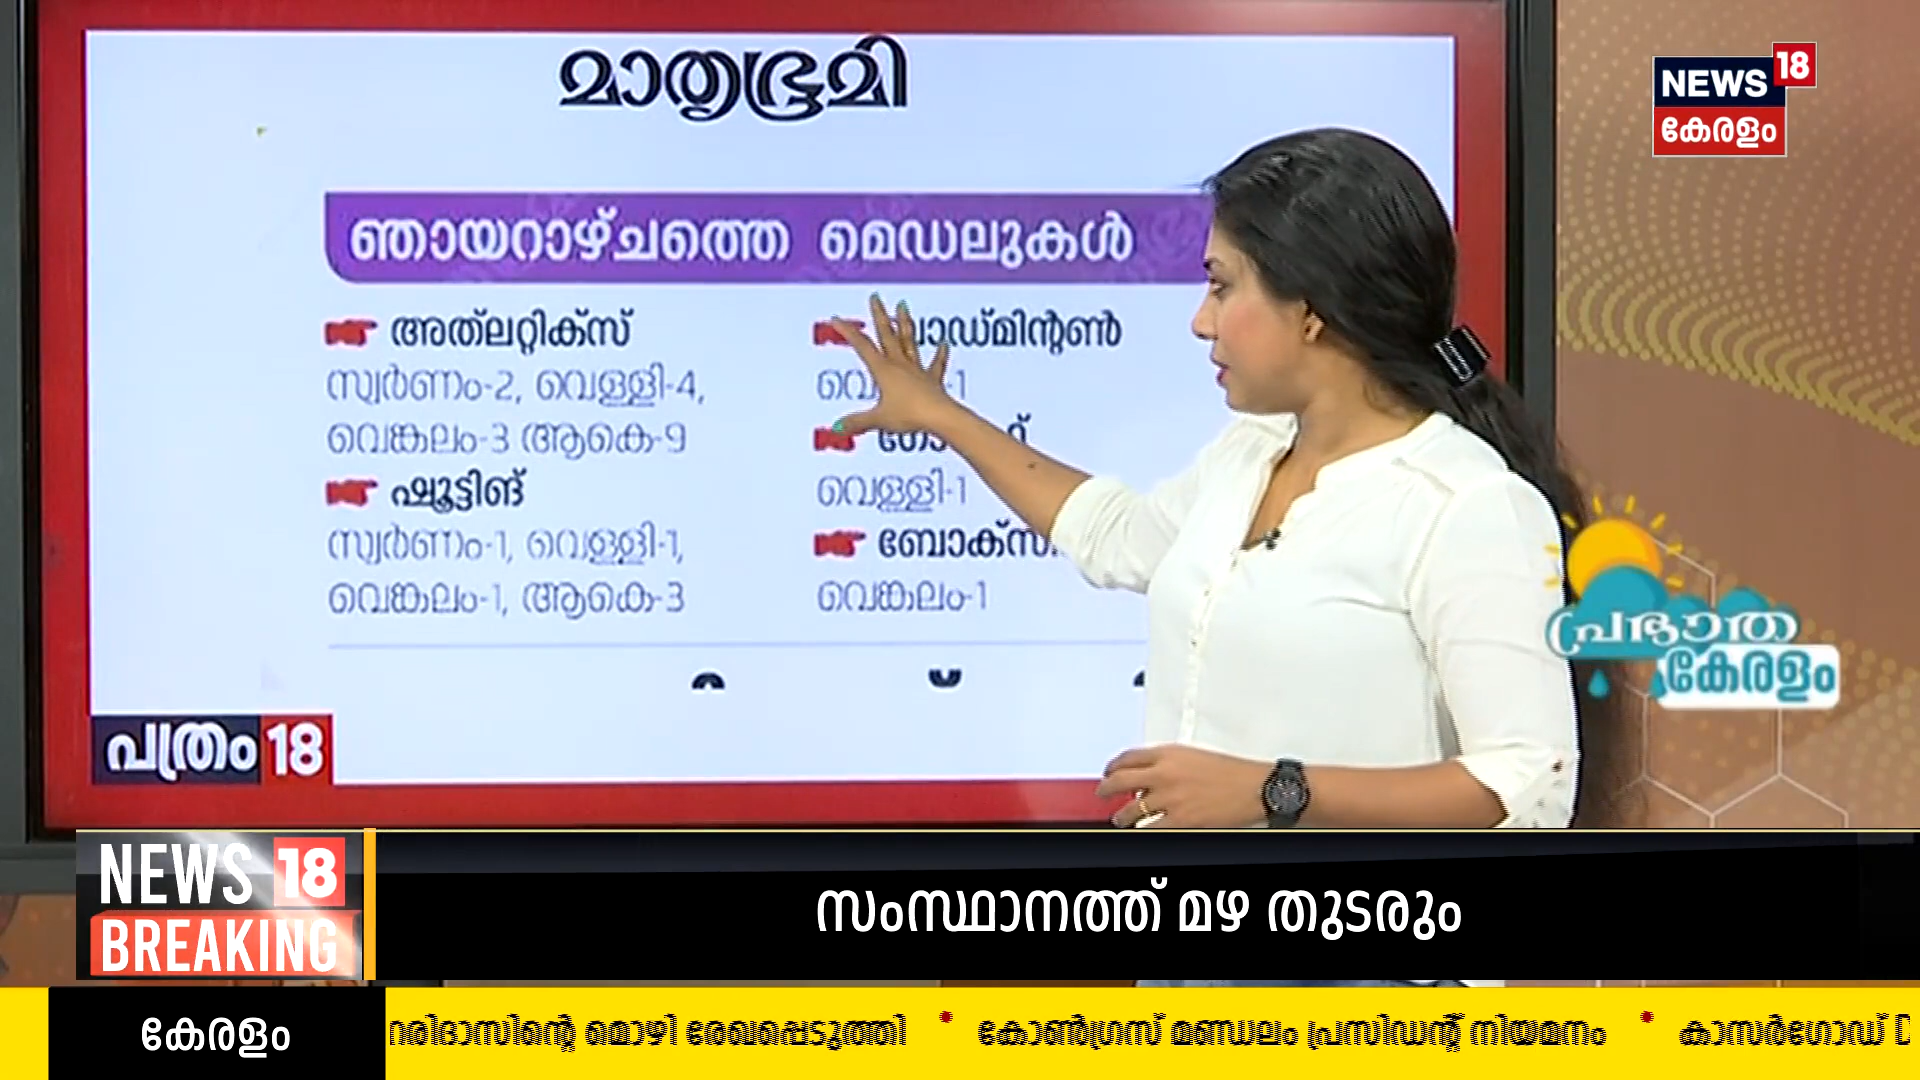 മാതൃഭൂമി
NEWS 18
കേരളം
ഞായറാഴ്ചത്തെ മെഡലുകൾ
അത്‌ലറ്റിക്സ്
സ്വർണം-2, വെള്ളി-4,
വെങ്കലം-3 ആകെ-9
ഷൂട്ടിങ്
സ്വർണം-1, വെള്ളി-1,
വെങ്കലം-1, ആകെ-3
വെള്ളി-1
വെങ്കലം-1
പ്രഭാത
കേരളം
പത്രം 18
NEWS 18
BREAKING
സംസ്ഥാനത്ത് മഴ തുടരും
കേരളം
മൊഴി രേഖപ്പെടുത്തി * കോൺഗ്രസ് മണ്ഡലം പ്രസിഡന്റ് നിയമനം * കാസർഗോഡ്